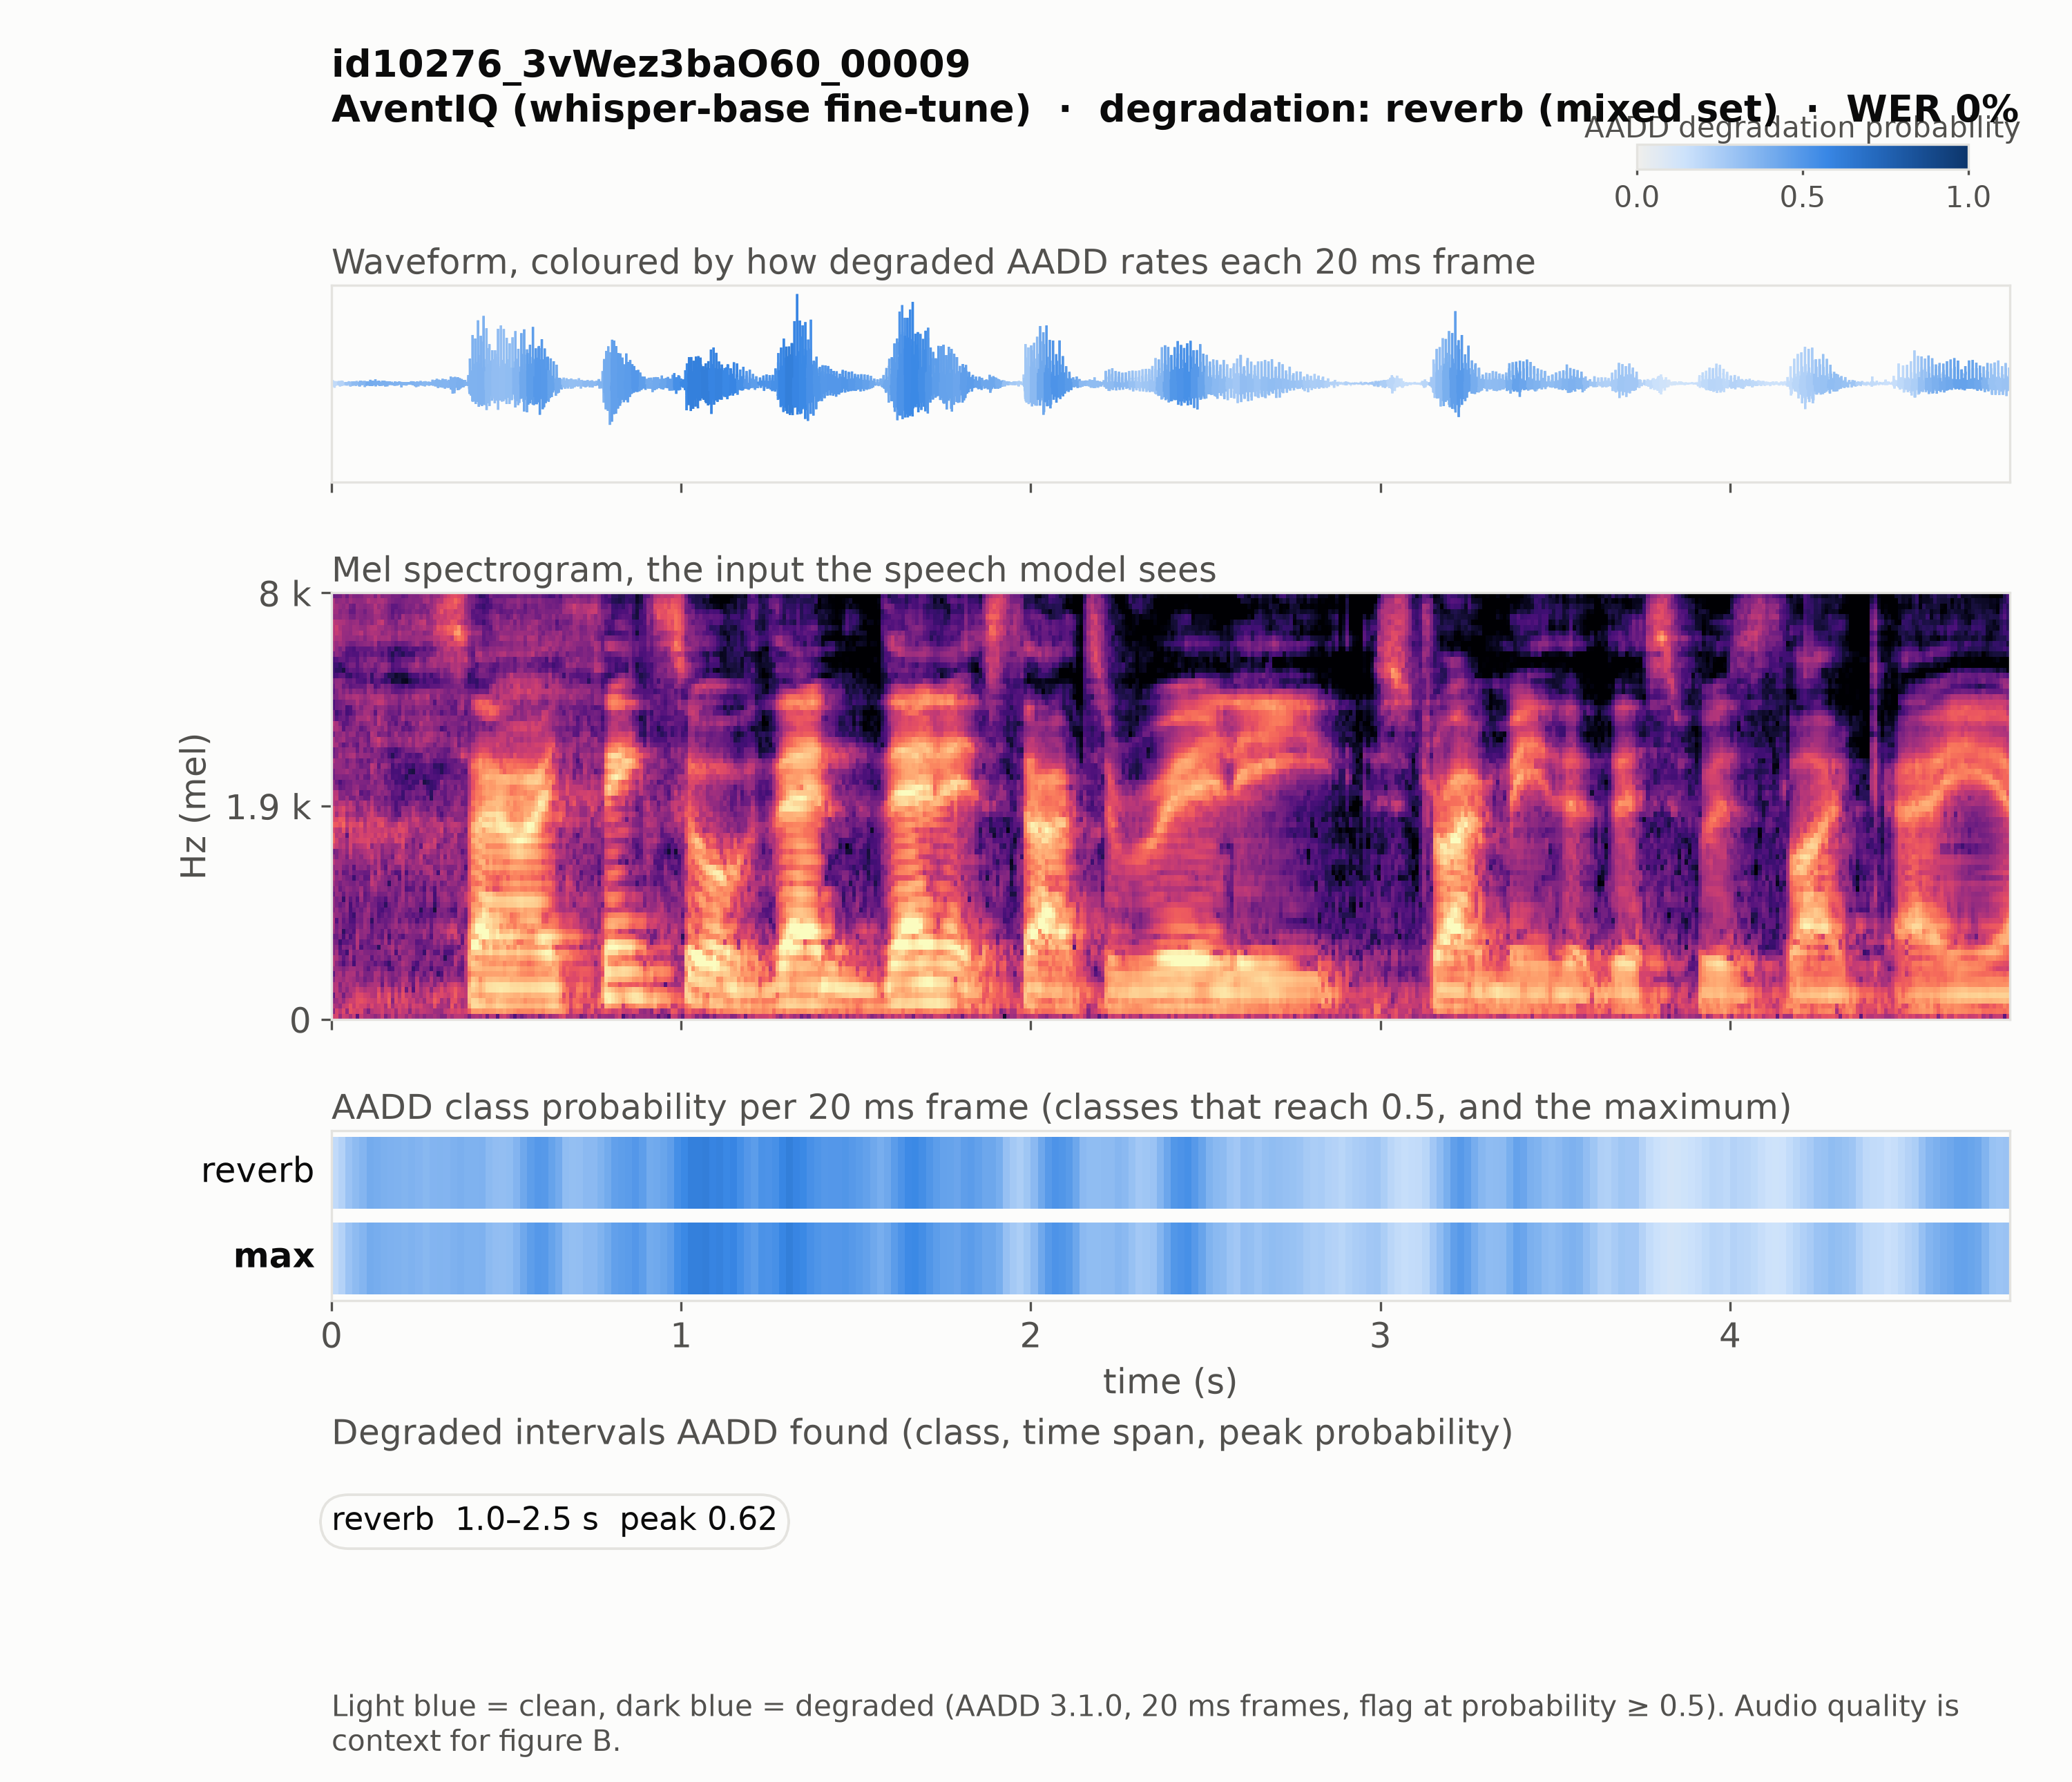 id10276_3vWez3baO60_00009
AventIQ (whisper-base fine-tune)  ·  degradation: reverb (mixed set)  ·  WER 0%
AADD degradation probability
0.0 0.5 1.0
Waveform, coloured by how degraded AADD rates each 20 ms frame
Mel spectrogram, the input the speech model sees
8 k
1.9 k
0
Hz (mel)
AADD class probability per 20 ms frame (classes that reach 0.5, and the maximum)
reverb
max
0 1 2 3 4
time (s)
Degraded intervals AADD found (class, time span, peak probability)
reverb  1.0–2.5 s  peak 0.62
Light blue = clean, dark blue = degraded (AADD 3.1.0, 20 ms frames, flag at probability ≥ 0.5). Audio quality is
context for figure B.